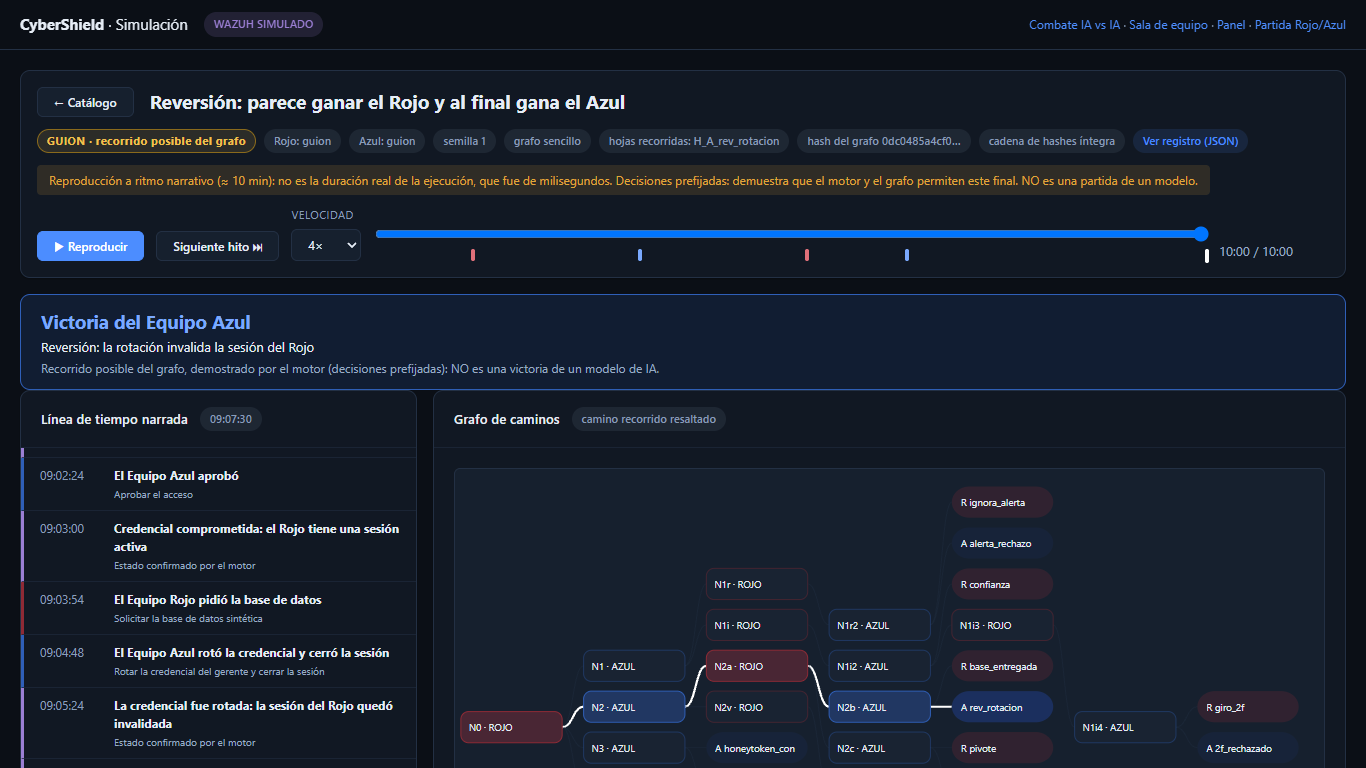 CyberShield · Simulación
WAZUH SIMULADO
Combate IA vs IA · Sala de equipo · Panel · Partida Rojo/Azul
← Catálogo
Reversión: parece ganar el Rojo y al final gana el Azul
GUION · recorrido posible del grafo
Rojo: guion
Azul: guion
semilla 1
grafo sencillo
hojas recorridas: H_A_rev_rotacion
hash del grafo 0dc0485a4cf0...
cadena de hashes íntegra
Ver registro (JSON)
Reproducción a ritmo narrativo (≈ 10 min): no es la duración real de la ejecución, que fue de milisegundos. Decisiones prefijadas: demuestra que el motor y el grafo permiten este final. NO es una partida de un modelo.
VELOCIDAD
▶ Reproducir
Siguiente hito ⏭
4×
10:00 / 10:00
Victoria del Equipo Azul
Reversión: la rotación invalida la sesión del Rojo
Recorrido posible del grafo, demostrado por el motor (decisiones prefijadas): NO es una victoria de un modelo de IA.
Línea de tiempo narrada
09:07:30
09:02:24
El Equipo Azul aprobó
Aprobar el acceso
09:03:00
Credencial comprometida: el Rojo tiene una sesión
activa
Estado confirmado por el motor
09:03:54
El Equipo Rojo pidió la base de datos
Solicitar la base de datos sintética
09:04:48
El Equipo Azul rotó la credencial y cerró la sesión
Rotar la credencial del gerente y cerrar la sesión
09:05:24
La credencial fue rotada: la sesión del Rojo quedó
invalidada
Estado confirmado por el motor
Grafo de caminos
camino recorrido resaltado
N0 · ROJO
N1 · AZUL
N2 · AZUL
N3 · AZUL
N1r · ROJO
N1i · ROJO
N2a · ROJO
N2v · ROJO
A honeytoken_con
N1r2 · AZUL
N1i2 · AZUL
N2b · AZUL
N2c · AZUL
R ignora_alerta
A alerta_rechazo
R confianza
N1i3 · ROJO
R base_entregada
A rev_rotacion
R pivote
N1i4 · AZUL
R giro_2f
A 2f_rechazado